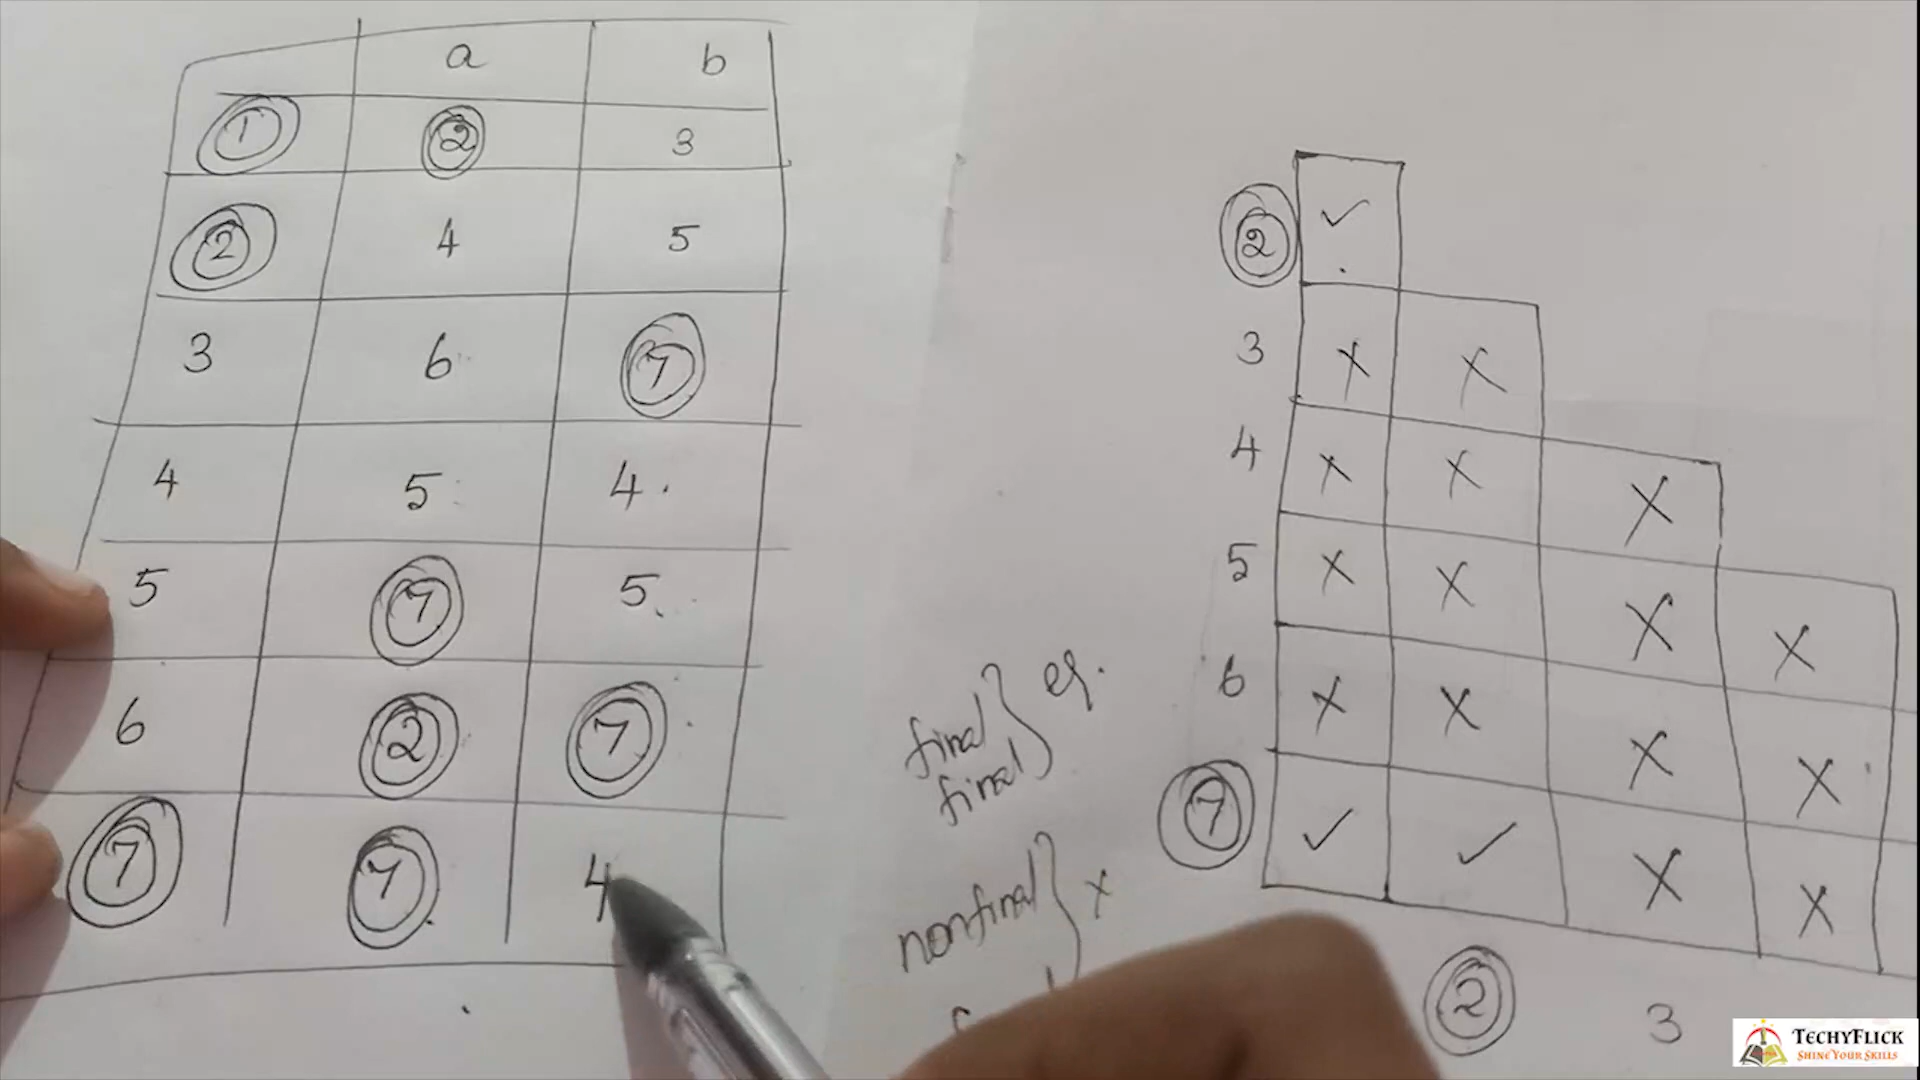 a b
1 2 3
2 4 5
3 6 7
4 5 4
5 7 5
6 2 7
7 7 4
2 ✓
3 X X
4 X X X
5 X X X X
6 X X X X
7 ✓ ✓ X X
2 3
final
final } eq.
nonfinal } X
TECHYFLICK
SHINE YOUR SKILLS